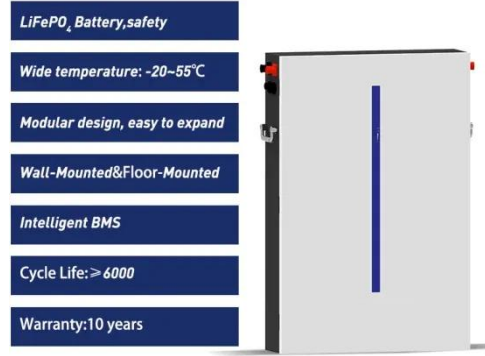 LiFePO₄ Battery,safety
Wide temperature: -20~55℃
Modular design, easy to expand
Wall-Mounted&Floor-Mounted
Intelligent BMS
Cycle Life:≥6000
Warranty:10 years